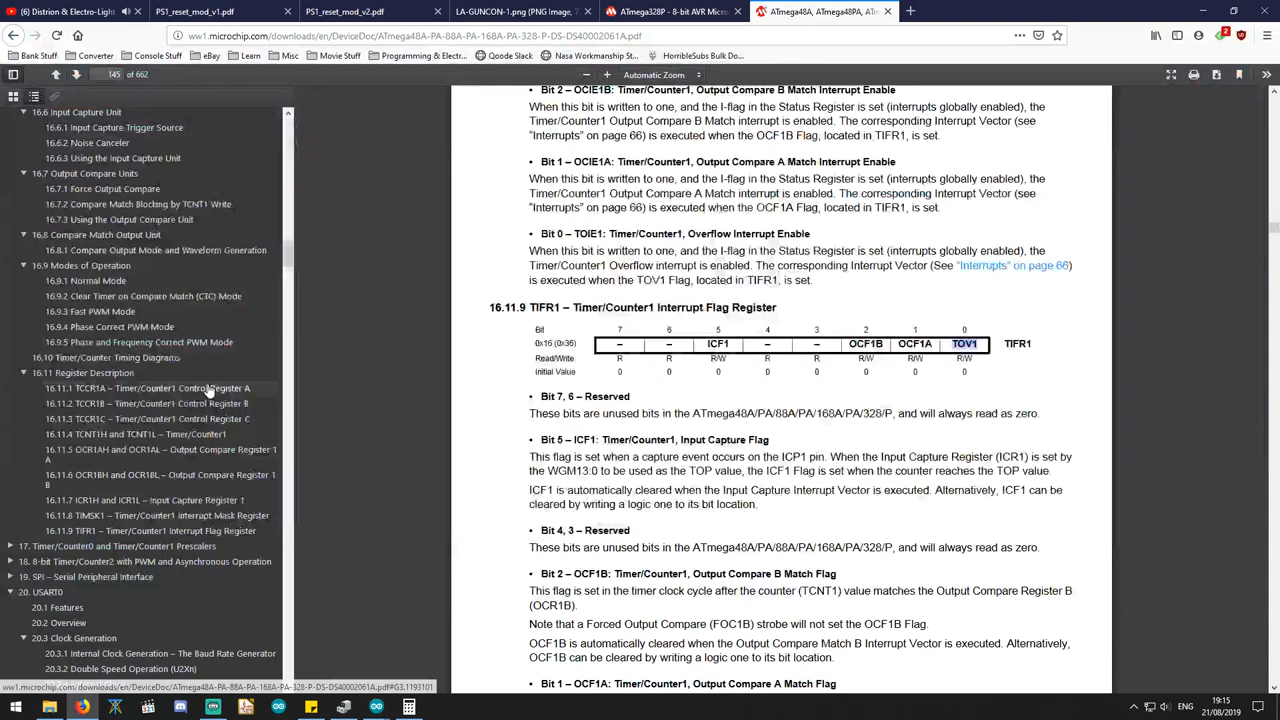 (6) Distrion & Electro-Light
PS1_reset_mod_v1.pdf
PS1_reset_mod_v2.pdf
LA-GUNCON-1.png (PNG Image, 7
ATmega328P - 8-bit AVR Micro
ATmega48A, ATmega48PA, ATm
ww1.microchip.com/downloads/en/DeviceDoc/ATmega48A-PA-88A-PA-168A-PA-328-P-DS-DS40002061A.pdf
Bank Stuff Converter Console Stuff eBay Learn Misc Movie Stuff Programming & Electr... Qoode Slack Nasa Workmanship St... HorribleSubs Bulk Do...
145 of 662
Automatic Zoom
16.6 Input Capture Unit
16.6.1 Input Capture Trigger Source
16.6.2 Noise Canceler
16.6.3 Using the Input Capture Unit
16.7 Output Compare Units
16.7.1 Force Output Compare
16.7.2 Compare Match Blocking by TCNT1 Write
16.7.3 Using the Output Compare Unit
16.8 Compare Match Output Unit
16.8.1 Compare Output Mode and Waveform Generation
16.9 Modes of Operation
16.9.1 Normal Mode
16.9.2 Clear Timer on Compare Match (CTC) Mode
16.9.3 Fast PWM Mode
16.9.4 Phase Correct PWM Mode
16.9.5 Phase and Frequency Correct PWM Mode
16.10 Timer/Counter Timing Diagrams
16.11 Register Description
16.11.1 TCCR1A – Timer/Counter1 Control Register A
16.11.2 TCCR1B – Timer/Counter1 Control Register B
16.11.3 TCCR1C – Timer/Counter1 Control Register C
16.11.4 TCNT1H and TCNT1L – Timer/Counter1
16.11.5 OCR1AH and OCR1AL – Output Compare Register 1
A
16.11.6 OCR1BH and OCR1BL – Output Compare Register 1
B
16.11.7 ICR1H and ICR1L – Input Capture Register 1
16.11.8 TIMSK1 – Timer/Counter1 Interrupt Mask Register
16.11.9 TIFR1 – Timer/Counter1 Interrupt Flag Register
17. Timer/Counter0 and Timer/Counter1 Prescalers
18. 8-bit Timer/Counter2 with PWM and Asynchronous Operation
19. SPI – Serial Peripheral Interface
20. USART0
20.1 Features
20.2 Overview
20.3 Clock Generation
20.3.1 Internal Clock Generation – The Baud Rate Generator
20.3.2 Double Speed Operation (U2Xn)
ww1.microchip.com/downloads/en/DeviceDoc/ATmega48A-PA-88A-PA-168A-PA-328-P-DS-DS40002061A.pdf#G3.1193101
• Bit 2 – OCIE1B: Timer/Counter1, Output Compare B Match Interrupt Enable
When this bit is written to one, and the I-flag in the Status Register is set (interrupts globally enabled), the
Timer/Counter1 Output Compare B Match interrupt is enabled. The corresponding Interrupt Vector (see
"Interrupts" on page 66) is executed when the OCF1B Flag, located in TIFR1, is set.
• Bit 1 – OCIE1A: Timer/Counter1, Output Compare A Match Interrupt Enable
When this bit is written to one, and the I-flag in the Status Register is set (interrupts globally enabled), the
Timer/Counter1 Output Compare A Match interrupt is enabled. The corresponding Interrupt Vector (see
"Interrupts" on page 66) is executed when the OCF1A Flag, located in TIFR1, is set.
• Bit 0 – TOIE1: Timer/Counter1, Overflow Interrupt Enable
When this bit is written to one, and the I-flag in the Status Register is set (interrupts globally enabled), the
Timer/Counter1 Overflow interrupt is enabled. The corresponding Interrupt Vector (See "Interrupts" on page 66)
is executed when the TOV1 Flag, located in TIFR1, is set.
16.11.9 TIFR1 – Timer/Counter1 Interrupt Flag Register
Bit 7 6 5 4 3 2 1 0
0x16 (0x36) – – ICF1 – – OCF1B OCF1A TOV1 TIFR1
Read/Write R R R/W R R R/W R/W R/W
Initial Value 0 0 0 0 0 0 0 0
• Bit 7, 6 – Reserved
These bits are unused bits in the ATmega48A/PA/88A/PA/168A/PA/328/P, and will always read as zero.
• Bit 5 – ICF1: Timer/Counter1, Input Capture Flag
This flag is set when a capture event occurs on the ICP1 pin. When the Input Capture Register (ICR1) is set by
the WGM13:0 to be used as the TOP value, the ICF1 Flag is set when the counter reaches the TOP value.
ICF1 is automatically cleared when the Input Capture Interrupt Vector is executed. Alternatively, ICF1 can be
cleared by writing a logic one to its bit location.
• Bit 4, 3 – Reserved
These bits are unused bits in the ATmega48A/PA/88A/PA/168A/PA/328/P, and will always read as zero.
• Bit 2 – OCF1B: Timer/Counter1, Output Compare B Match Flag
This flag is set in the timer clock cycle after the counter (TCNT1) value matches the Output Compare Register B
(OCR1B).
Note that a Forced Output Compare (FOC1B) strobe will not set the OCF1B Flag.
OCF1B is automatically cleared when the Output Compare Match B Interrupt Vector is executed. Alternatively,
OCF1B can be cleared by writing a logic one to its bit location.
• Bit 1 – OCF1A: Timer/Counter1, Output Compare A Match Flag
ENG
19:15
21/08/2019